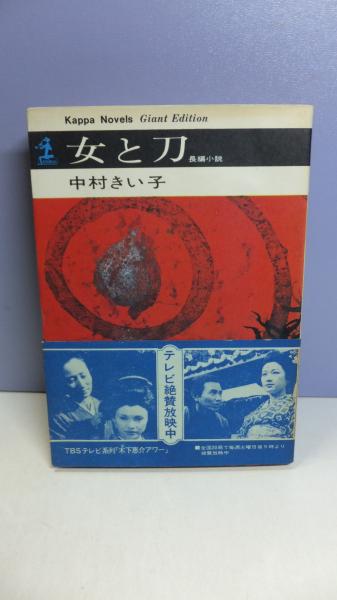 Kappa Novels Giant Edition
女と刀 長編小説
中村きい子
テレビ絶賛放映中
TBSテレビ系列「木下恵介アワー」